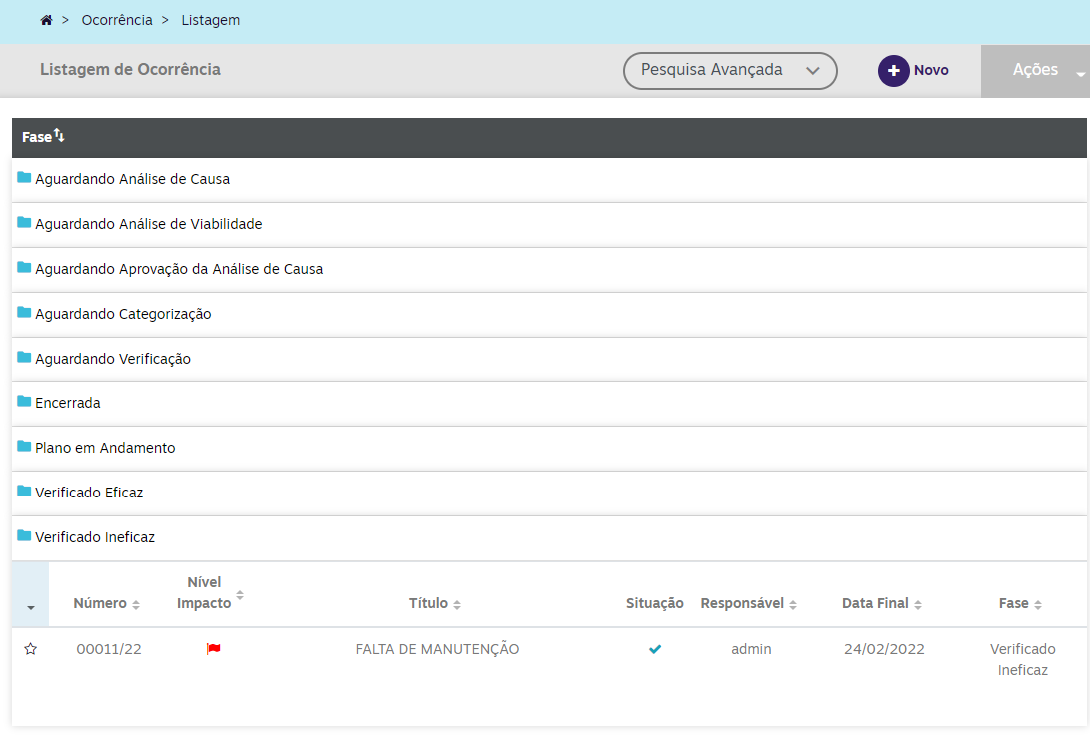 > Ocorrência > Listagem
Listagem de Ocorrência
Pesquisa Avançada
Novo
Ações
Fase
Aguardando Análise de Causa
Aguardando Análise de Viabilidade
Aguardando Aprovação da Análise de Causa
Aguardando Categorização
Aguardando Verificação
Encerrada
Plano em Andamento
Verificado Eficaz
Verificado Ineficaz
Número Nível Impacto Título Situação Responsável Data Final Fase
00011/22 FALTA DE MANUTENÇÃO admin 24/02/2022 Verificado Ineficaz